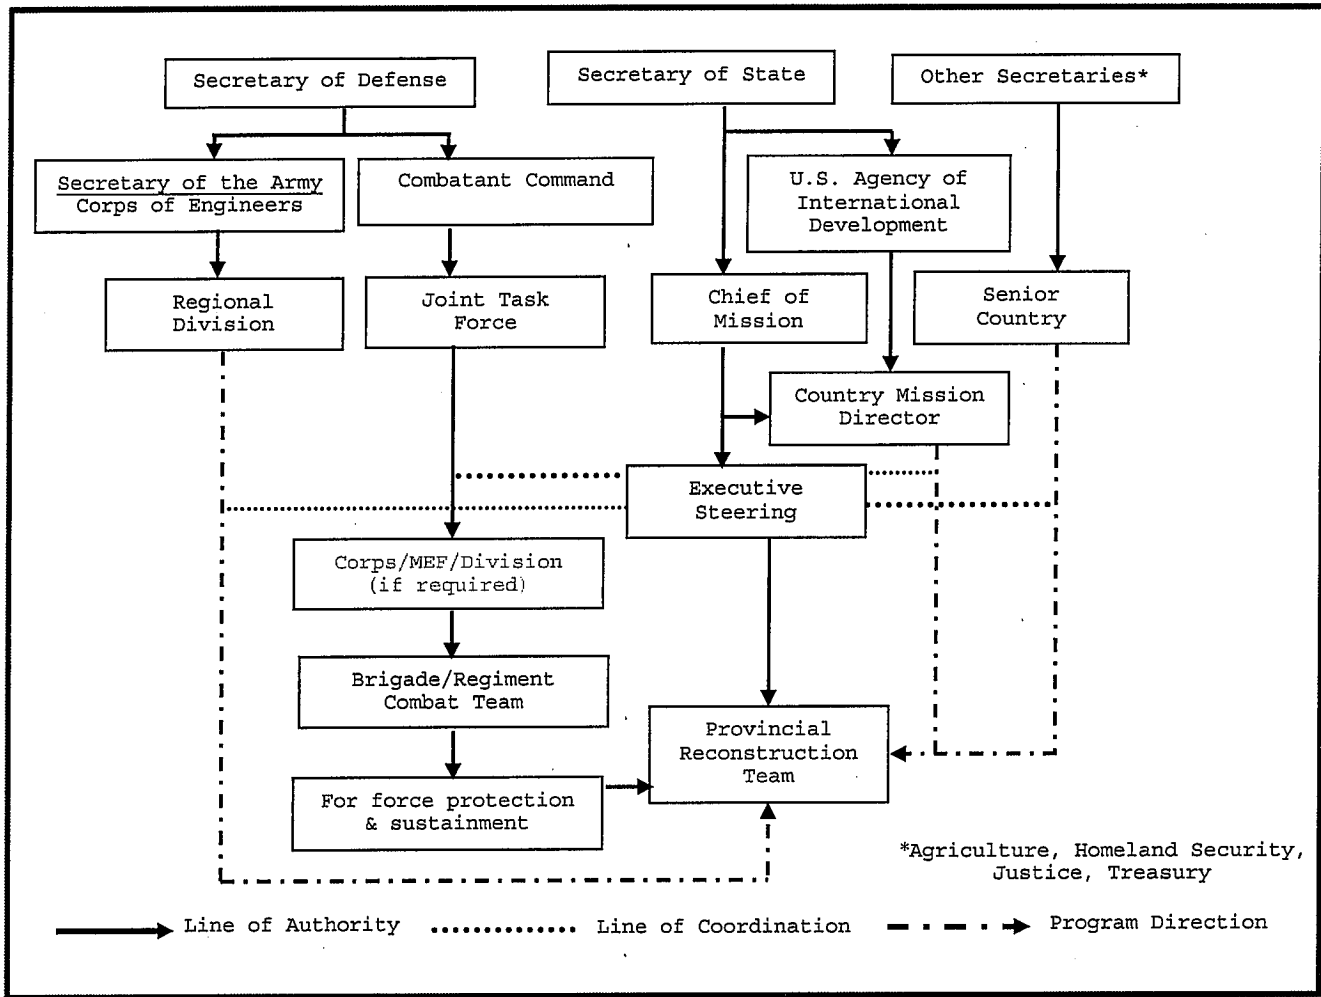 Secretary of Defense
Secretary of State
Other Secretaries*
Secretary of the Army
Corps of Engineers
Combatant Command
U.S. Agency of
International
Development
Regional
Division
Joint Task
Force
Chief of
Mission
Senior
Country
Country Mission
Director
Executive
Steering
Corps/MEF/Division
(if required)
Brigade/Regiment
Combat Team
Provincial
Reconstruction
Team
For force protection
& sustainment
*Agriculture, Homeland Security,
Justice, Treasury
Line of Authority
Line of Coordination
Program Direction